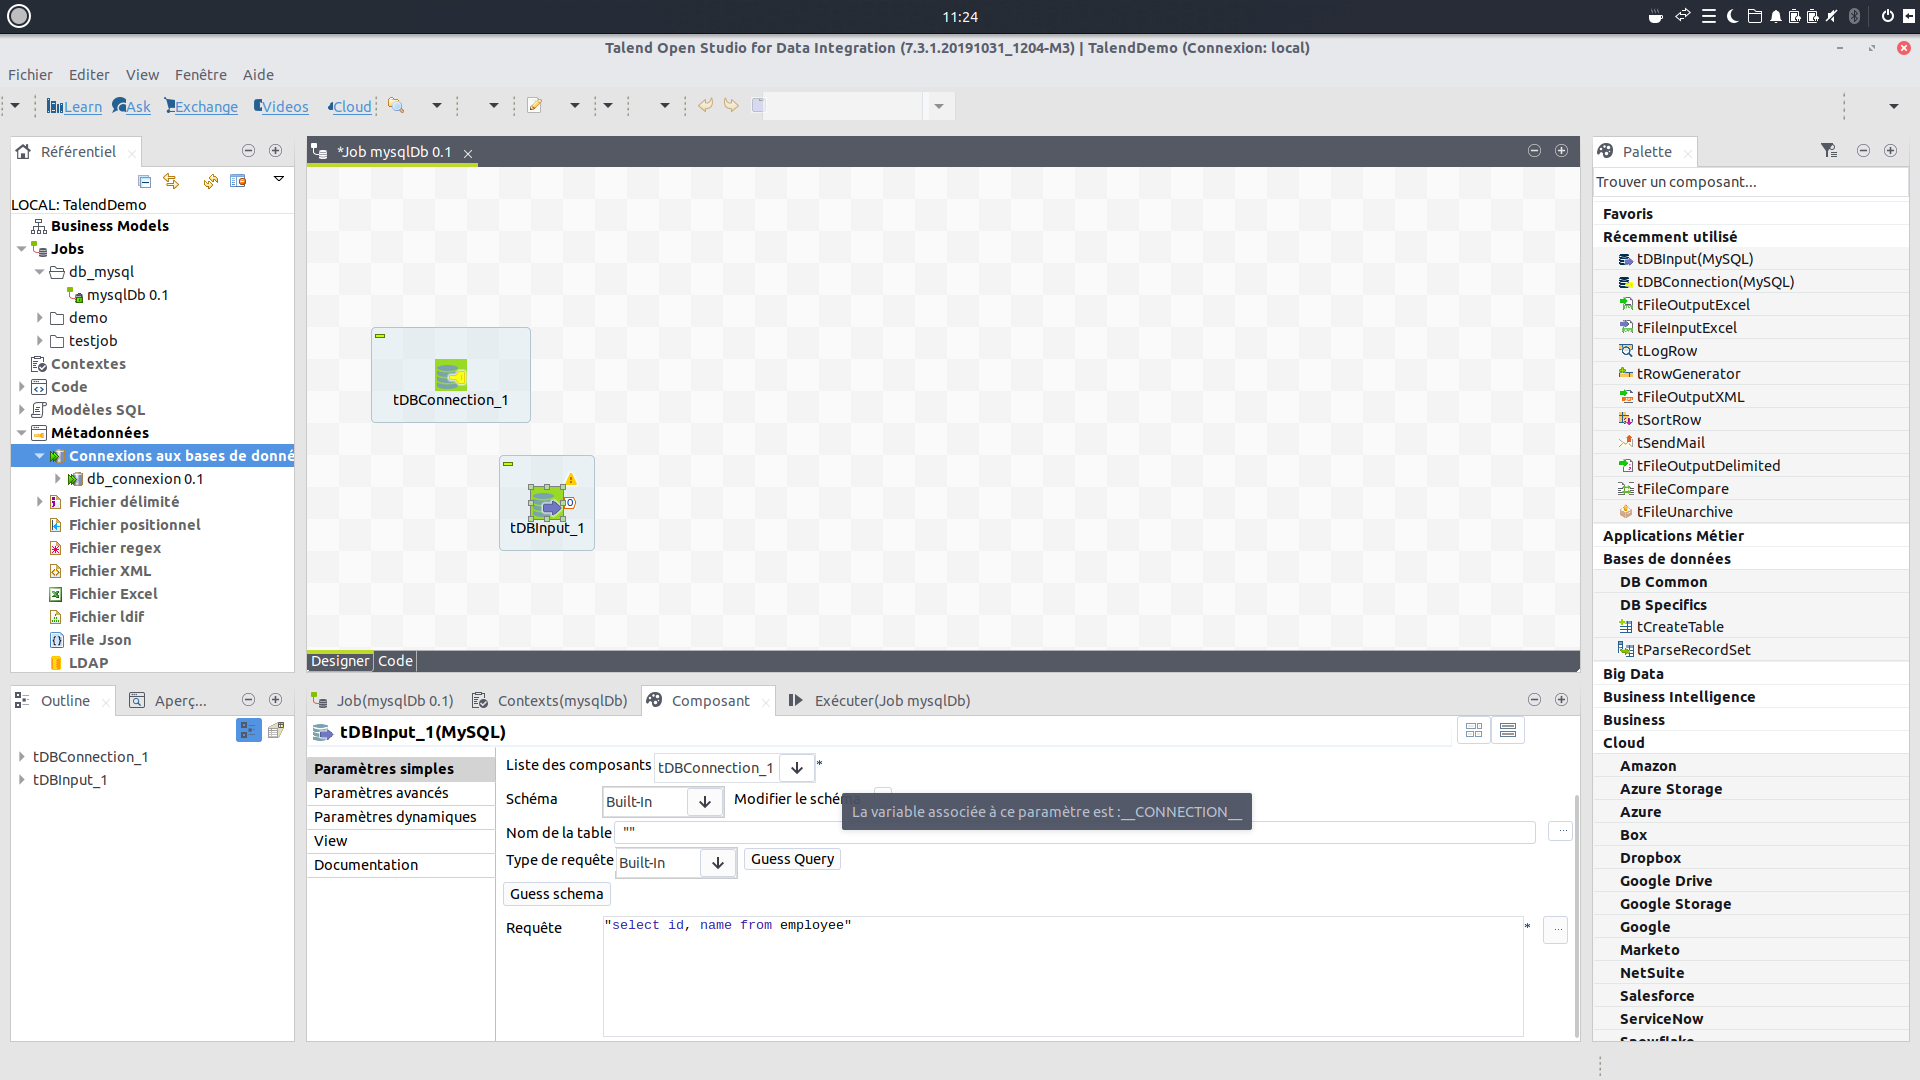 11:24
Talend Open Studio for Data Integration (7.3.1.20191031_1204-M3) | TalendDemo (Connexion: local)
Fichier Editer View Fenêtre Aide
Learn Ask Exchange Videos Cloud
Référentiel
LOCAL: TalendDemo
Business Models
Jobs
db_mysql
mysqlDb 0.1
demo
testjob
Contextes
Code
Modèles SQL
Métadonnées
Connexions aux bases de donné
db_connexion 0.1
Fichier délimité
Fichier positionnel
Fichier regex
Fichier XML
Fichier Excel
Fichier ldif
File Json
LDAP
*Job mysqlDb 0.1
tDBConnection_1
tDBInput_1
Designer Code
Palette
Trouver un composant...
Favoris
Récemment utilisé
tDBInput(MySQL)
tDBConnection(MySQL)
tFileOutputExcel
tFileInputExcel
tLogRow
tRowGenerator
tFileOutputXML
tSortRow
tSendMail
tFileOutputDelimited
tFileCompare
tFileUnarchive
Applications Métier
Bases de données
DB Common
DB Specifics
tCreateTable
tParseRecordSet
Big Data
Business Intelligence
Business
Cloud
Amazon
Azure Storage
Azure
Box
Dropbox
Google Drive
Google Storage
Google
Marketo
NetSuite
Salesforce
ServiceNow
Outline Aperç...
tDBConnection_1
tDBInput_1
Job(mysqlDb 0.1) Contexts(mysqlDb) Composant Exécuter(Job mysqlDb)
tDBInput_1(MySQL)
Paramètres simples
Paramètres avancés
Paramètres dynamiques
View
Documentation
Liste des composants tDBConnection_1 *
Schéma Built-In Modifier le schéma
La variable associée à ce paramètre est :__CONNECTION__
Nom de la table "" ...
Type de requête Built-In Guess Query
Guess schema
Requête "select id, name from employee" * ...